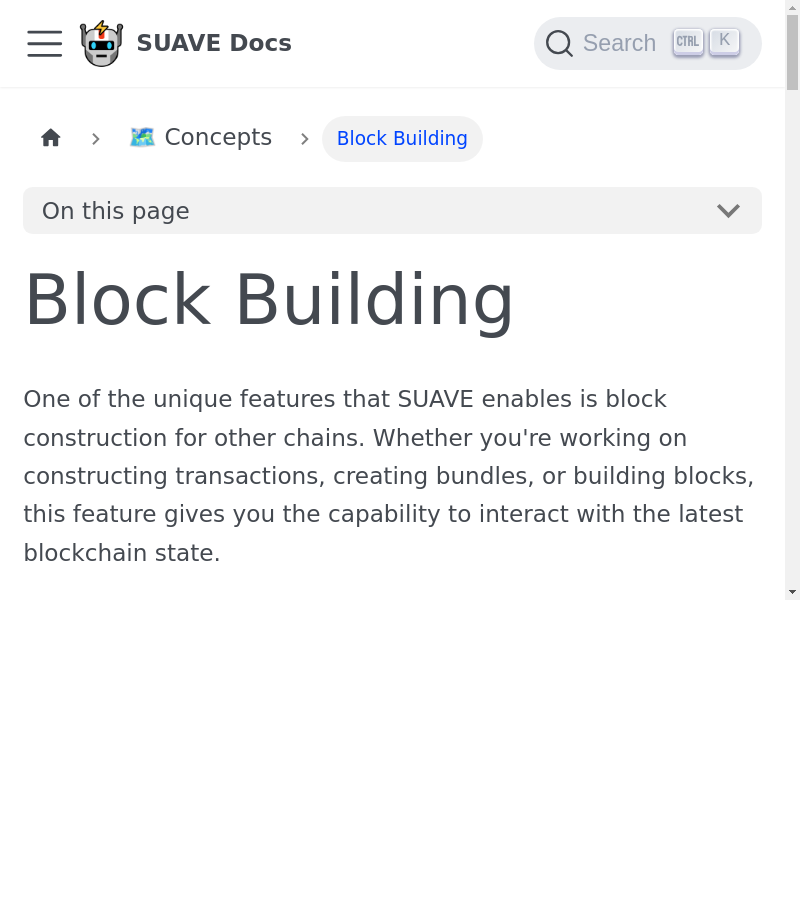 SUAVE Docs
Search CTRL K
Concepts
Block Building
On this page
Block Building
One of the unique features that SUAVE enables is block
construction for other chains. Whether you're working on
constructing transactions, creating bundles, or building blocks,
this feature gives you the capability to interact with the latest
blockchain state.